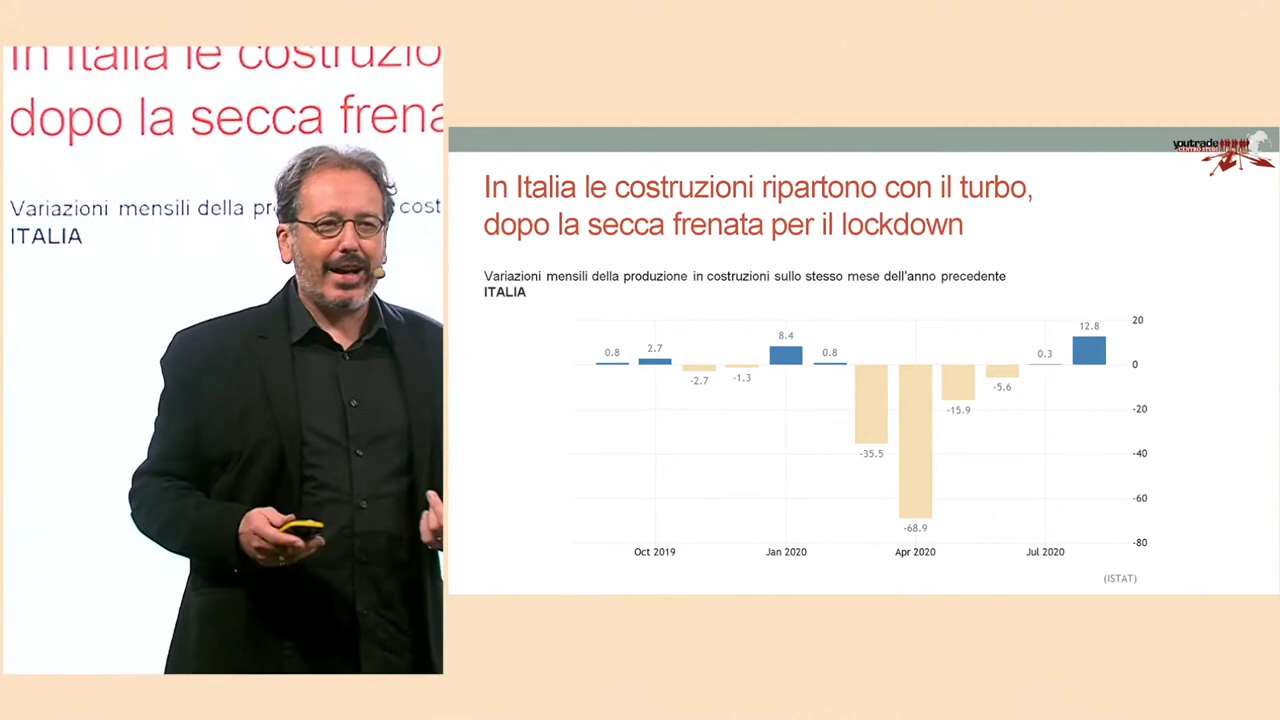 In Italia le costruzio
dopo la secca frena
Variazioni mensili della pr cost
ITALIA
youtrade
CENTRO STUDI
In Italia le costruzioni ripartono con il turbo,
dopo la secca frenata per il lockdown
Variazioni mensili della produzione in costruzioni sullo stesso mese dell'anno precedente
ITALIA
20
12.8
8.4
0.8 2.7 0.8 0.3
0
-2.7 -1.3 -5.6
-15.9
-20
-35.5
-40
-60
-68.9
-80
Oct 2019 Jan 2020 Apr 2020 Jul 2020
(ISTAT)